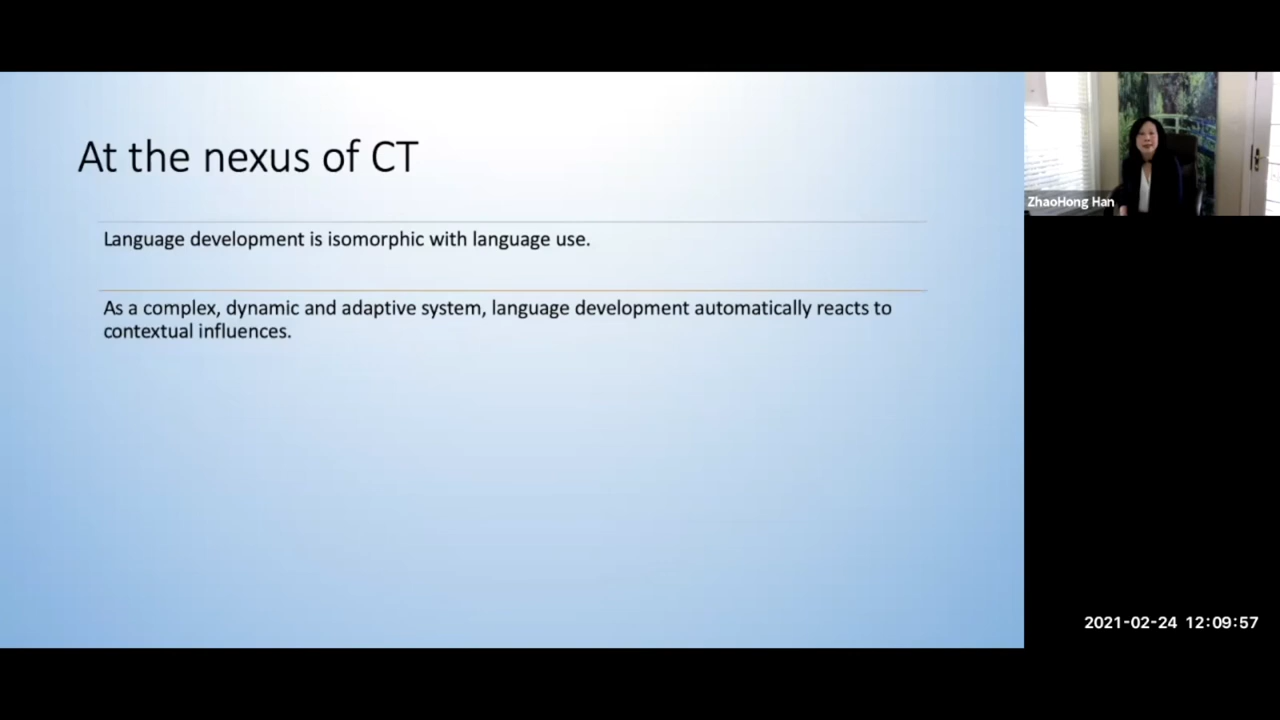 At the nexus of CT
Language development is isomorphic with language use.
As a complex, dynamic and adaptive system, language development automatically reacts to
contextual influences.
ZhaoHong Han
2021-02-24 12:09:57